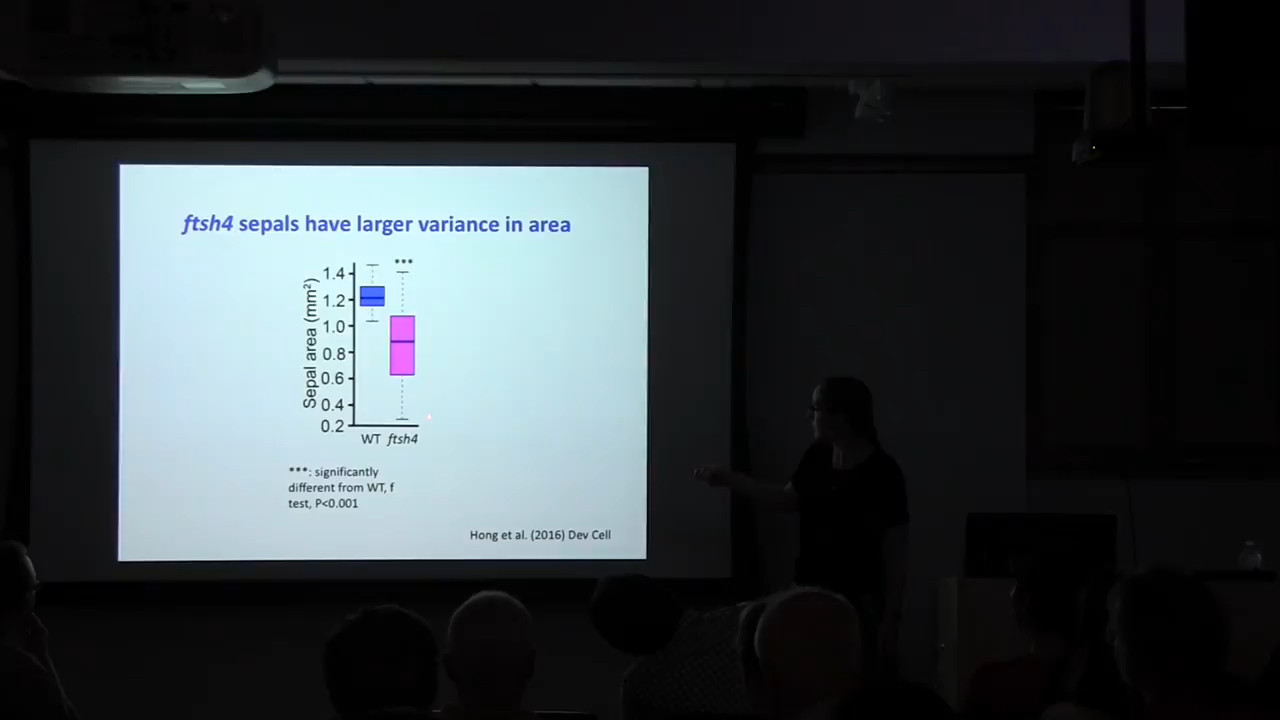 ftsh4 sepals have larger variance in area
***
Sepal area (mm²)
1.4
1.2
1.0
0.8
0.6
0.4
0.2
WT ftsh4
***: significantly
different from WT, f
test, P<0.001
Hong et al. (2016) Dev Cell